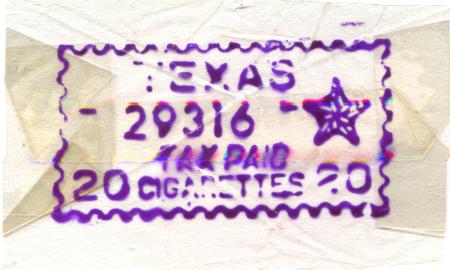 TEXAS
- 29316 -
TAX PAID
20 CIGARETTES 20